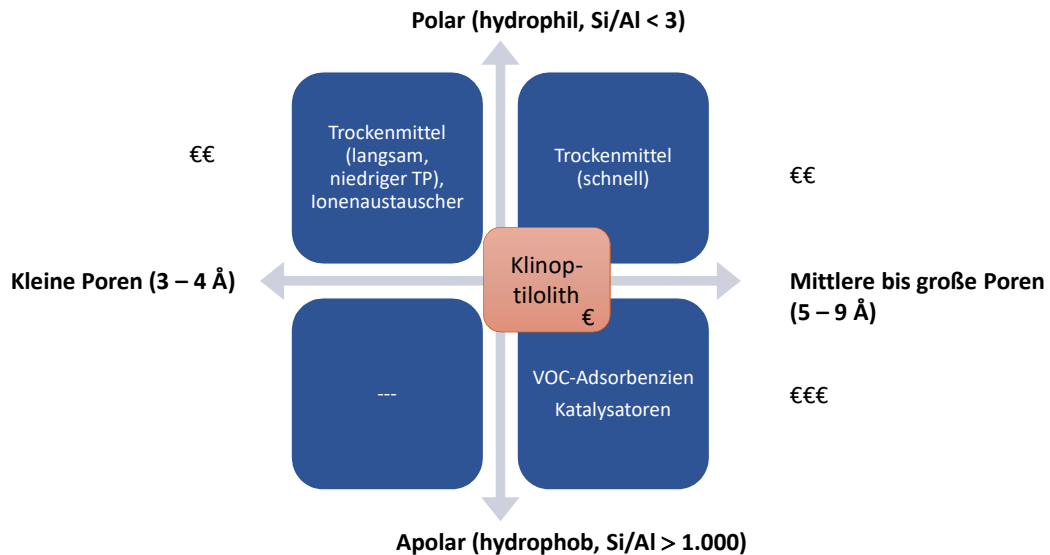 Polar (hydrophil, Si/Al < 3)
Trockenmittel
(langsam,
niedriger TP),
Ionenaustauscher
€€
Trockenmittel
(schnell)
€€
Kleine Poren (3 – 4 Å)
Klinop-
tilolith
€
Mittlere bis große Poren
(5 – 9 Å)
---
VOC-Adsorbenzien
Katalysatoren
€€€
Apolar (hydrophob, Si/Al > 1.000)